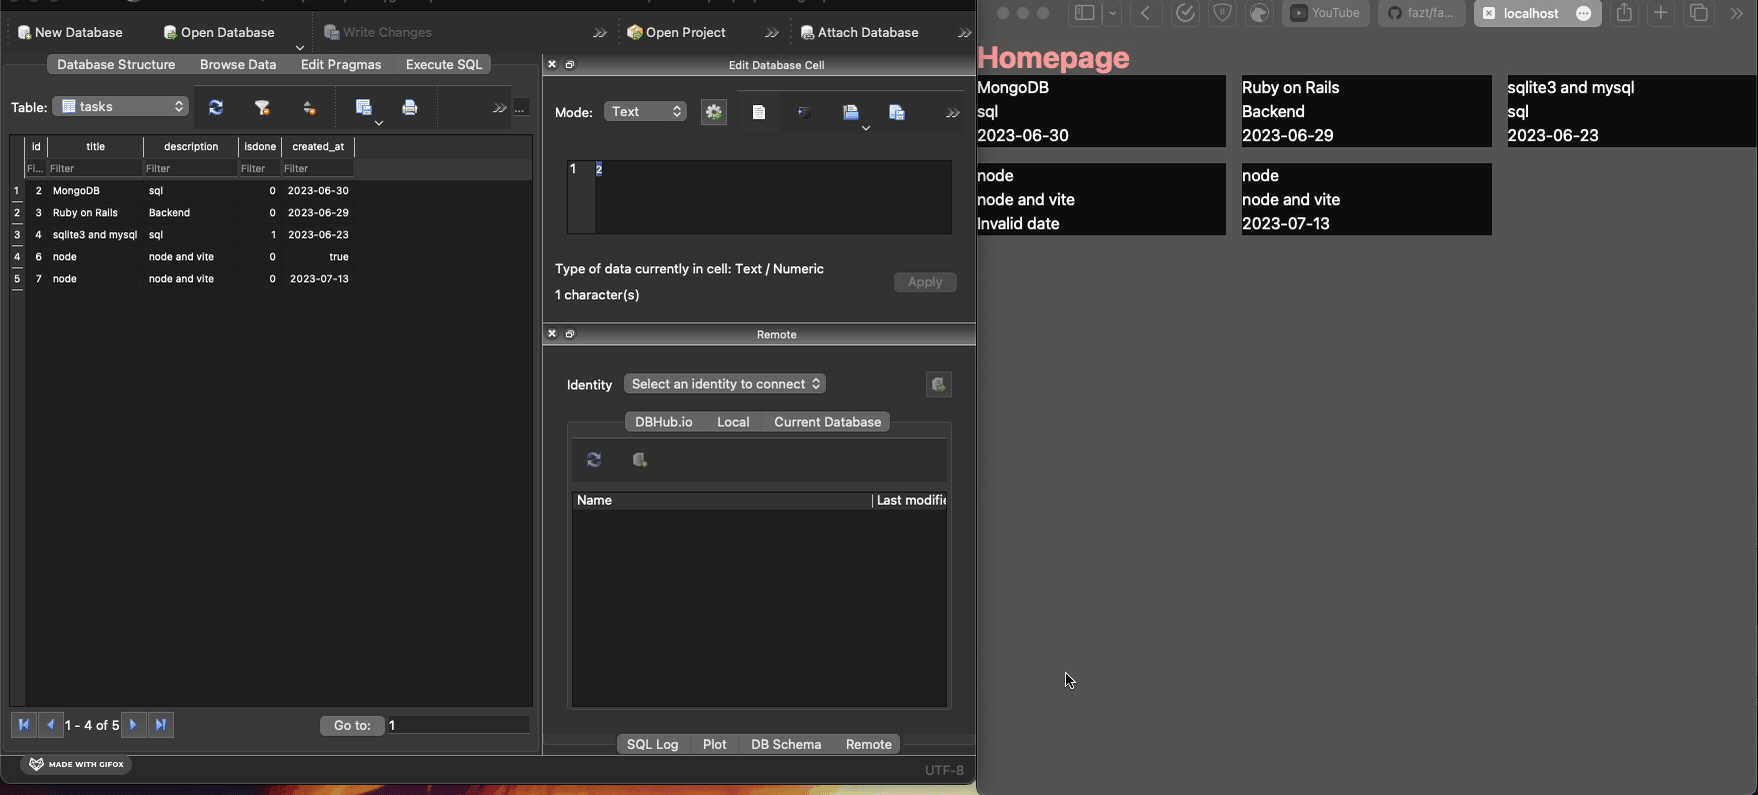 New Database
Open Database
Write Changes
Open Project
Attach Database
Database Structure
Browse Data
Edit Pragmas
Execute SQL
Table:
tasks
...
id title description isdone created_at
Fi... Filter Filter Filter Filter
1 2 MongoDB sql 0 2023-06-30
2 3 Ruby on Rails Backend 0 2023-06-29
3 4 sqlite3 and mysql sql 1 2023-06-23
4 6 node node and vite 0 true
5 7 node node and vite 0 2023-07-13
1 - 4 of 5
Go to:
1
MADE WITH GIFOX
Edit Database Cell
Mode:
Text
1 2
Type of data currently in cell: Text / Numeric
1 character(s)
Apply
Remote
Identity
Select an identity to connect
DBHub.io
Local
Current Database
Name
Last modifie
SQL Log
Plot
DB Schema
Remote
UTF-8
YouTube
fazt/fa...
localhost
Homepage
MongoDB
sql
2023-06-30
Ruby on Rails
Backend
2023-06-29
sqlite3 and mysql
sql
2023-06-23
node
node and vite
Invalid date
node
node and vite
2023-07-13